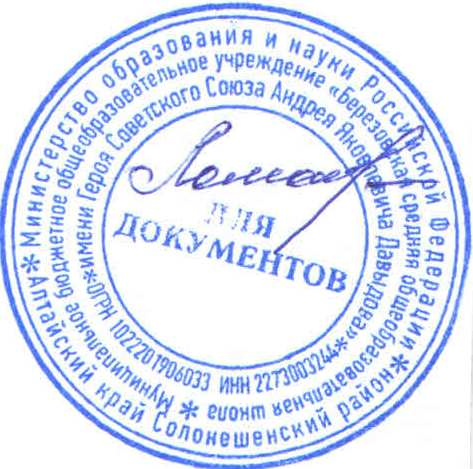 * Министерство образования и науки Российской Федерации
* Алтайский край Солонешенский район *
Муниципальное бюджетное общеобразовательное учреждение «Березовская средняя общеобразовательная школа *
имени Героя Советского Союза Андрея Яковлевича Давыдова» *
ОГРН 1022201906033 ИНН 2273003244 *
ДЛЯ
ДОКУМЕНТОВ